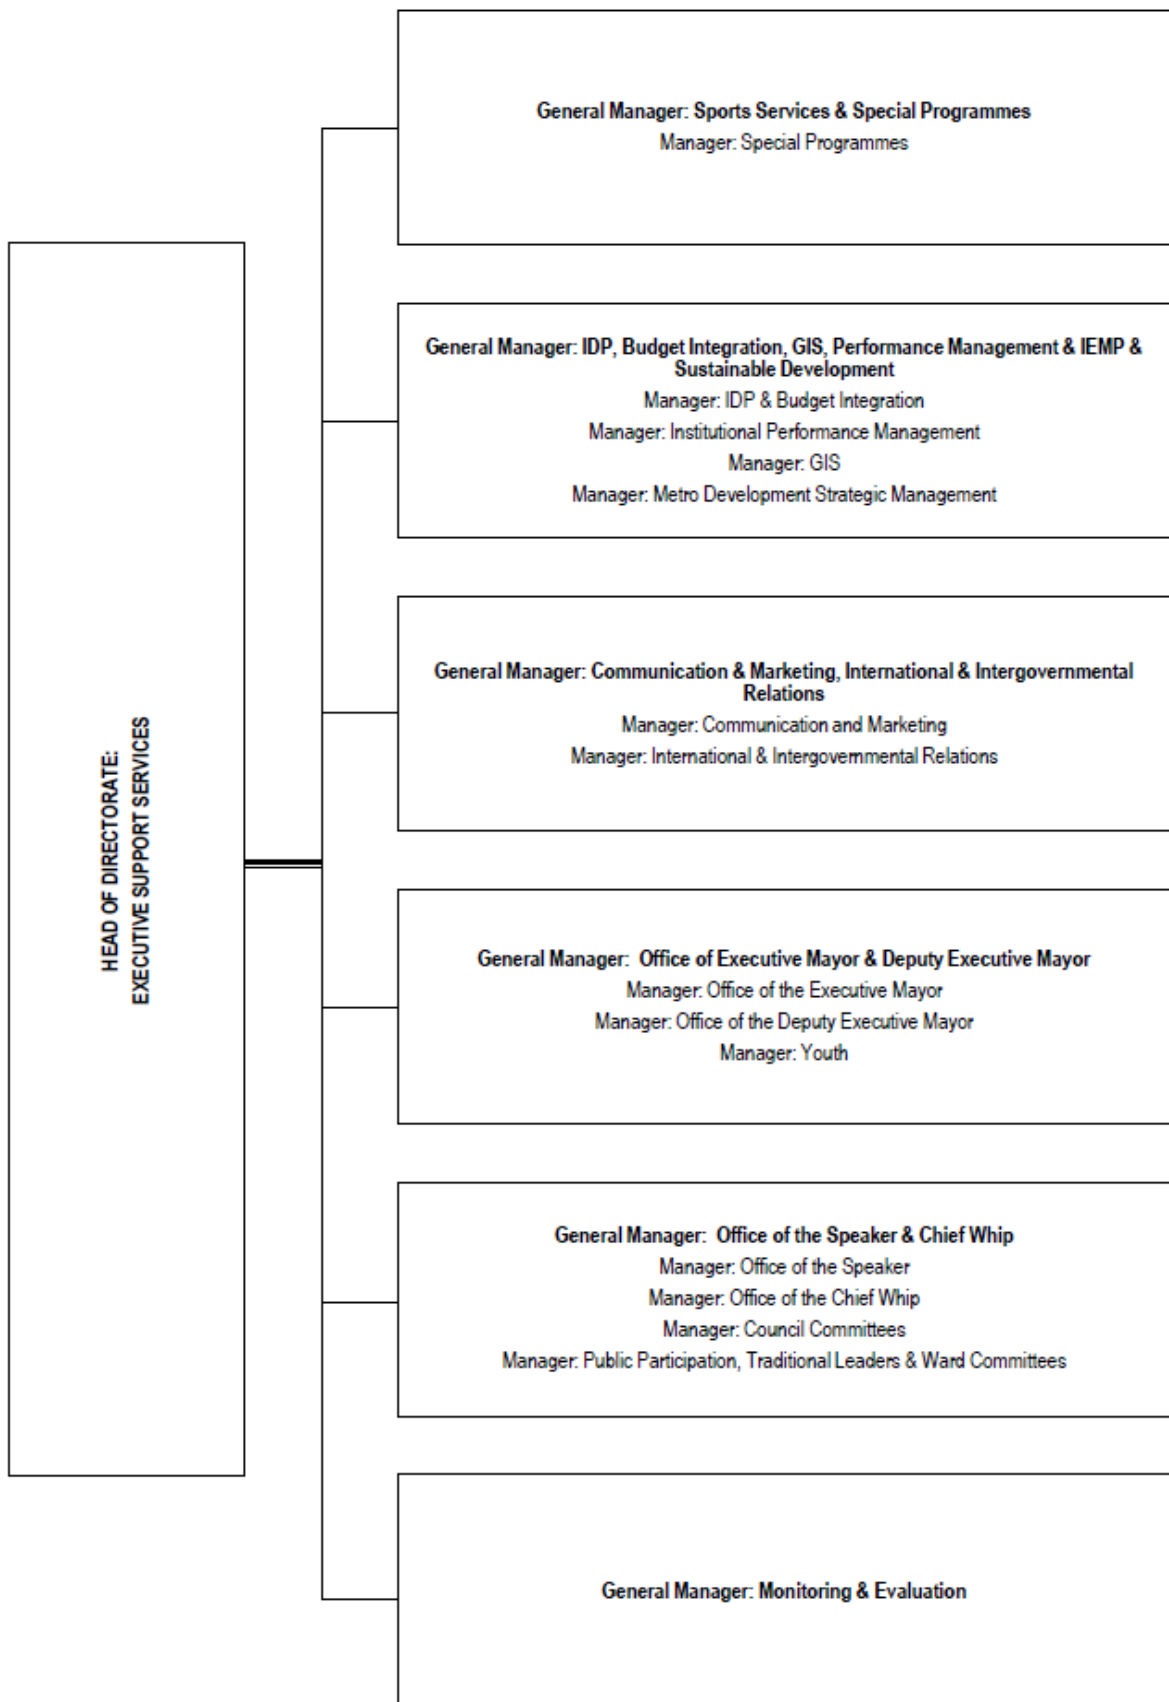 HEAD OF DIRECTORATE:
EXECUTIVE SUPPORT SERVICES
General Manager: Sports Services & Special Programmes
Manager: Special Programmes
General Manager: IDP, Budget Integration, GIS, Performance Management & IEMP &
Sustainable Development
Manager: IDP & Budget Integration
Manager: Institutional Performance Management
Manager: GIS
Manager: Metro Development Strategic Management
General Manager: Communication & Marketing, International & Intergovernmental
Relations
Manager: Communication and Marketing
Manager: International & Intergovernmental Relations
General Manager: Office of Executive Mayor & Deputy Executive Mayor
Manager: Office of the Executive Mayor
Manager: Office of the Deputy Executive Mayor
Manager: Youth
General Manager: Office of the Speaker & Chief Whip
Manager: Office of the Speaker
Manager: Office of the Chief Whip
Manager: Council Committees
Manager: Public Participation, Traditional Leaders & Ward Committees
General Manager: Monitoring & Evaluation